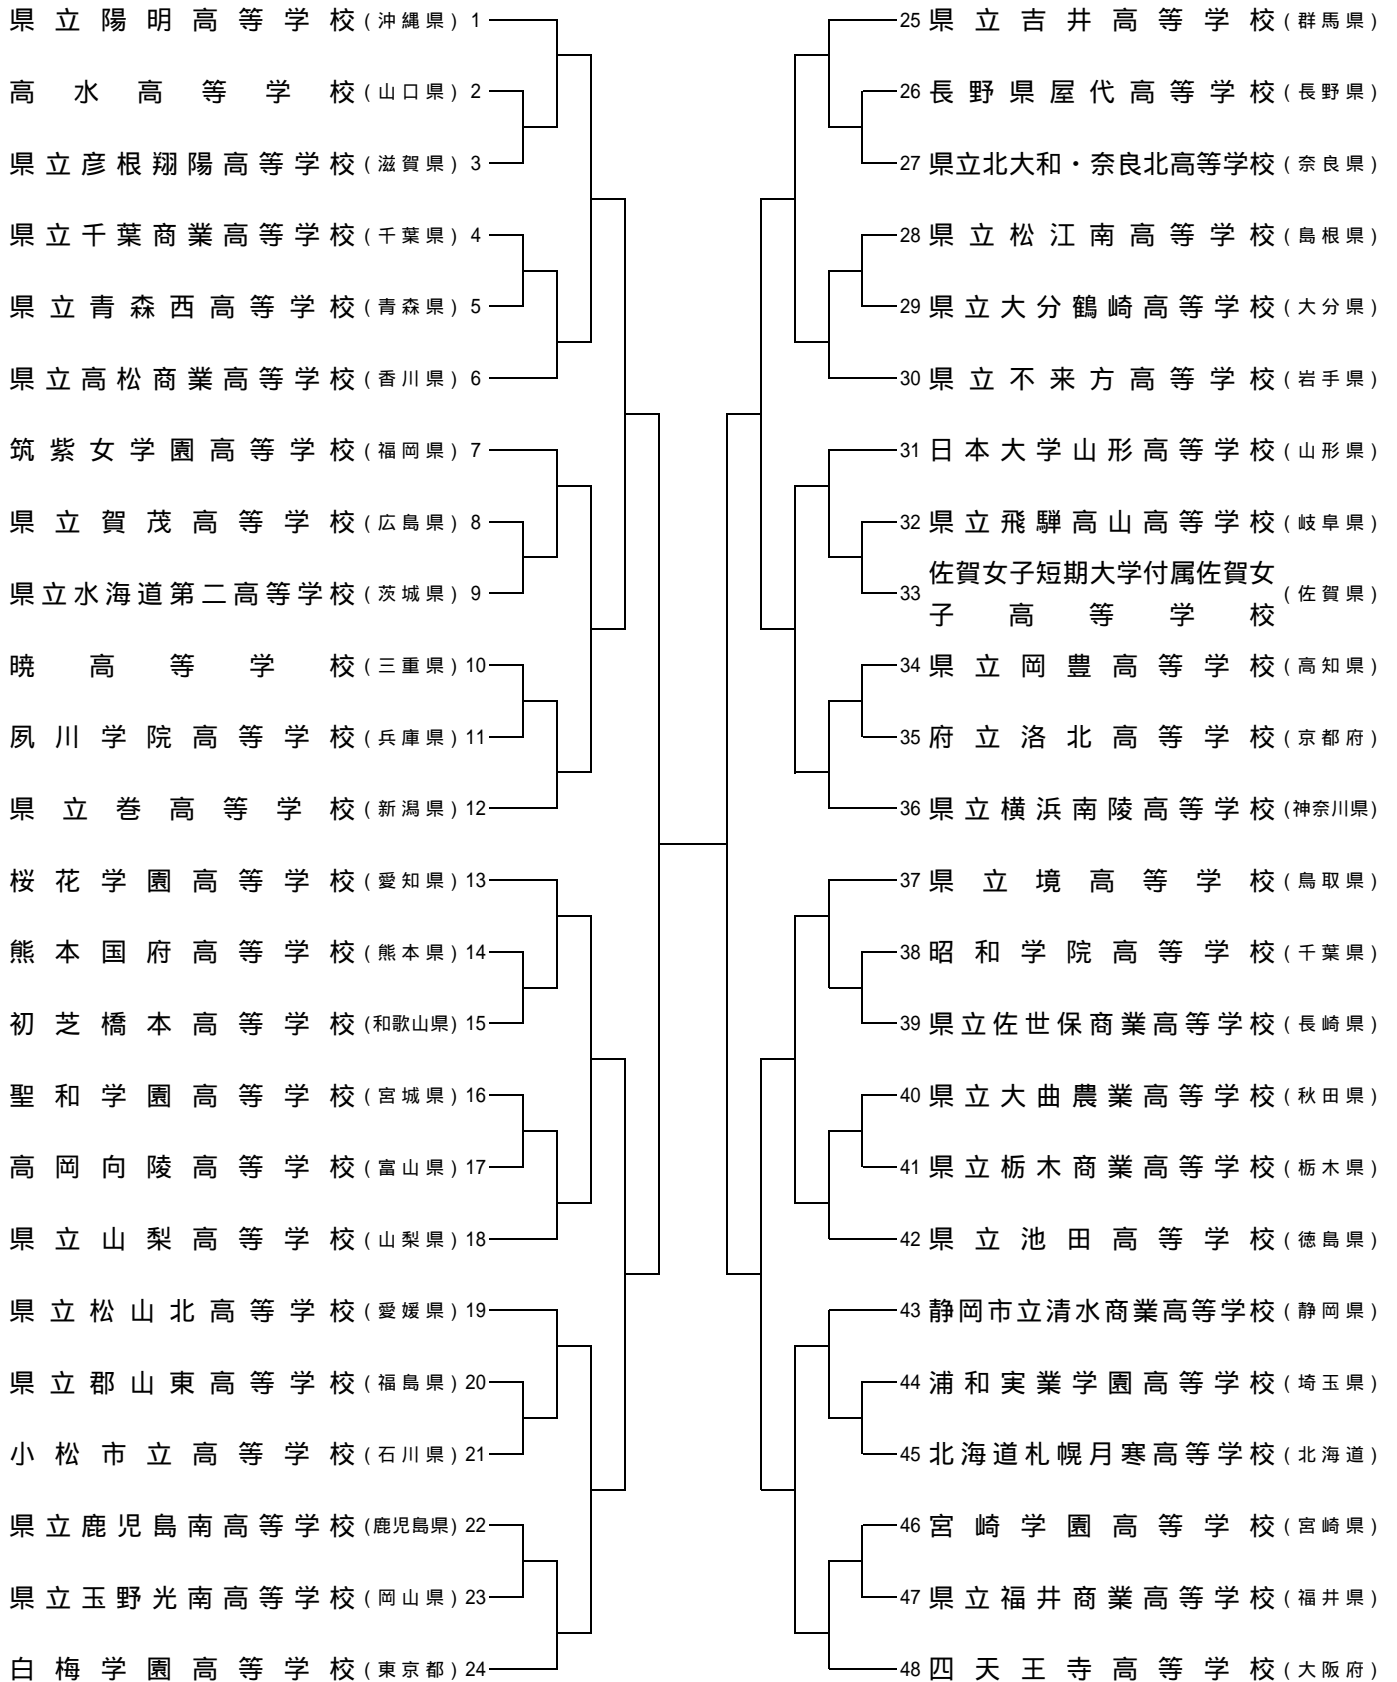 県立陽明高等学校(沖縄県) 1
高水高等学校(山口県) 2
県立彦根翔陽高等学校(滋賀県) 3
県立千葉商業高等学校(千葉県) 4
県立青森西高等学校(青森県) 5
県立高松商業高等学校(香川県) 6
筑紫女学園高等学校(福岡県) 7
県立賀茂高等学校(広島県) 8
県立水海道第二高等学校(茨城県) 9
暁高等学校(三重県) 10
夙川学院高等学校(兵庫県) 11
県立巻高等学校(新潟県) 12
桜花学園高等学校(愛知県) 13
熊本国府高等学校(熊本県) 14
初芝橋本高等学校(和歌山県) 15
聖和学園高等学校(宮城県) 16
高岡向陵高等学校(富山県) 17
県立山梨高等学校(山梨県) 18
県立松山北高等学校(愛媛県) 19
県立郡山東高等学校(福島県) 20
小松市立高等学校(石川県) 21
県立鹿児島南高等学校(鹿児島県) 22
県立玉野光南高等学校(岡山県) 23
白梅学園高等学校(東京都) 24
25 県立吉井高等学校(群馬県)
26 長野県屋代高等学校(長野県)
27 県立北大和・奈良北高等学校(奈良県)
28 県立松江南高等学校(島根県)
29 県立大分鶴崎高等学校(大分県)
30 県立不来方高等学校(岩手県)
31 日本大学山形高等学校(山形県)
32 県立飛騨高山高等学校(岐阜県)
33 佐賀女子短期大学付属佐賀女
子高等学校(佐賀県)
34 県立岡豊高等学校(高知県)
35 府立洛北高等学校(京都府)
36 県立横浜南陵高等学校(神奈川県)
37 県立境高等学校(鳥取県)
38 昭和学院高等学校(千葉県)
39 県立佐世保商業高等学校(長崎県)
40 県立大曲農業高等学校(秋田県)
41 県立栃木商業高等学校(栃木県)
42 県立池田高等学校(徳島県)
43 静岡市立清水商業高等学校(静岡県)
44 浦和実業学園高等学校(埼玉県)
45 北海道札幌月寒高等学校(北海道)
46 宮崎学園高等学校(宮崎県)
47 県立福井商業高等学校(福井県)
48 四天王寺高等学校(大阪府)